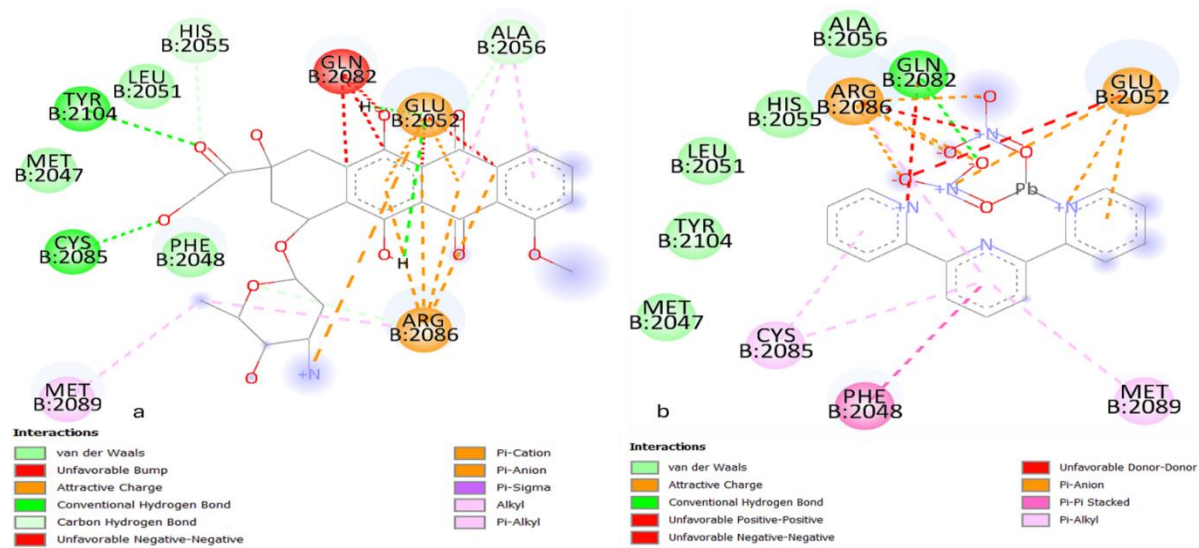 HIS
B:2055
LEU
B:2051
TYR
B:2104
MET
B:2047
CYS
B:2085
PHE
B:2048
MET
B:2089
GLN
B:2082
GLU
B:2052
ALA
B:2056
ARG
B:2086
H
H
O
O
O
O
O
O
O
O
O
O
O
+N
a
Interactions
van der Waals
Unfavorable Bump
Attractive Charge
Conventional Hydrogen Bond
Carbon Hydrogen Bond
Unfavorable Negative-Negative
Pi-Cation
Pi-Anion
Pi-Sigma
Alkyl
Pi-Alkyl
ALA
B:2056
GLN
B:2082
ARG
B:2086
GLU
B:2052
HIS
B:2055
LEU
B:2051
TYR
B:2104
MET
B:2047
CYS
B:2085
PHE
B:2048
MET
B:2089
O
+N
-O
O
-O
O
+N
O
Pb
+N
+N
N
b
Interactions
van der Waals
Attractive Charge
Conventional Hydrogen Bond
Unfavorable Positive-Positive
Unfavorable Negative-Negative
Unfavorable Donor-Donor
Pi-Anion
Pi-Pi Stacked
Pi-Alkyl